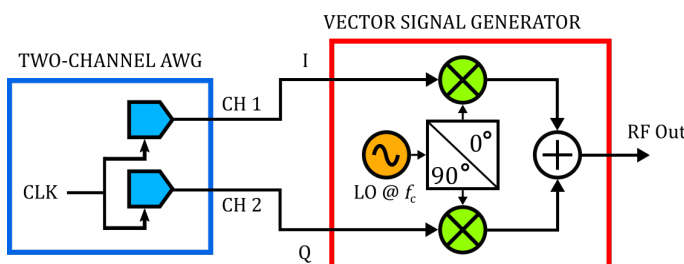 VECTOR SIGNAL GENERATOR
TWO-CHANNEL AWG
I
CH 1
0°
RF Out
CLK
90°
LO @ fc
CH 2
Q